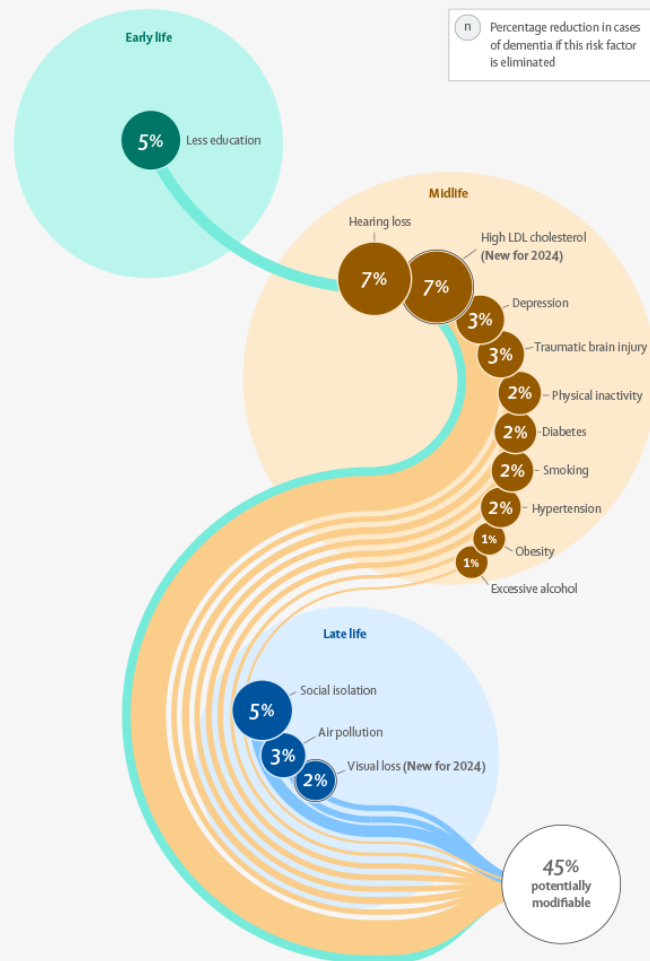 n
Percentage reduction in cases
of dementia if this risk factor
is eliminated
Early life
5%
Less education
Midlife
Hearing loss
7%
High LDL cholesterol
(New for 2024)
7%
Depression
3%
Traumatic brain injury
3%
Physical inactivity
2%
Diabetes
2%
Smoking
2%
Hypertension
2%
Obesity
1%
Excessive alcohol
1%
Late life
Social isolation
5%
Air pollution
3%
Visual loss (New for 2024)
2%
45%
potentially
modifiable